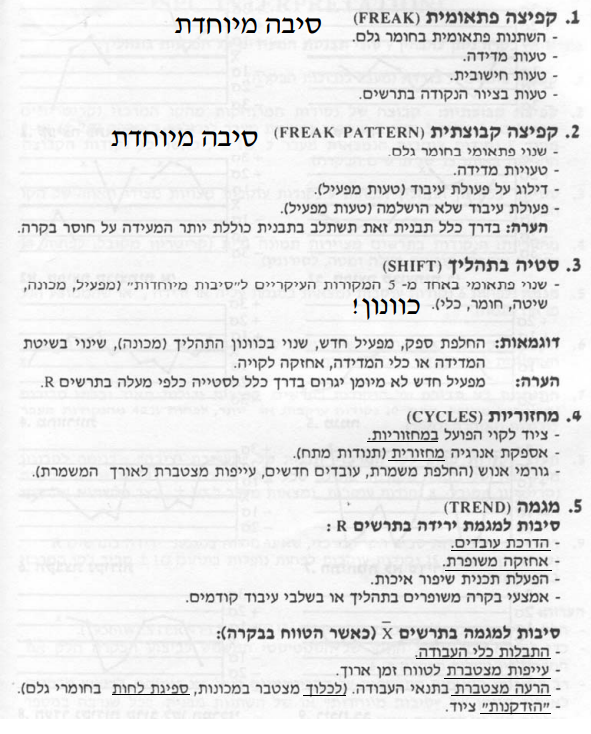 1. קפיצה פתאומית (FREAK) סיבה מיוחדת
- השתנות פתאומית בחומר גלם.
- טעות מדידה.
- טעות חישובית.
- טעות בציור הנקודה בתרשים.
2. קפיצה קבוצתית (FREAK PATTERN) סיבה מיוחדת
- שנוי פתאומי בחומר גלם.
- טעויות מדידה.
- דילוג על פעולת עיבוד (טעות מפעיל).
- פעולת עיבוד שלא הושלמה (טעות מפעיל).
הערה: בדרך כלל תבנית זאת תשתלב בתבנית כוללת יותר המעידה על חוסר בקרה.
3. סטיה בתהליך (SHIFT)
- שנוי פתאומי באחד מ- 5 המקורות העיקריים ל"סיבות מיוחדות" (מפעיל, מכונה,
שיטה, חומר, כלי). כוונון!
דוגמאות: החלפת ספק, מפעיל חדש, שנוי בכוונון התהליך (מכונה), שינוי בשיטת
המדידה או כלי המדידה, אחזקה לקויה.
הערה: מפעיל חדש לא מיומן יגרום בדרך כלל לסטייה כלפי מעלה בתרשים R.
4. מחזוריות (CYCLES)
- ציוד לקוי הפועל במחזוריות.
- אספקת אנרגיה מחזורית (תנודות מתח).
- גורמי אנוש (החלפת משמרת, עובדים חדשים, עייפות מצטברת לאורך המשמרת).
5. מגמה (TREND)
סיבות למגמת ירידה בתרשים R :
- הדרכת עובדים.
- אחזקה משופרת.
- הפעלת תכנית שיפור איכות.
- אמצעי בקרה משופרים בתהליך או בשלבי עיבוד קודמים.
סיבות למגמה בתרשים X̄ (כאשר הטווח בבקרה):
- התבלות כלי העבודה.
- עייפות מצטברת לטווח זמן ארוך.
- הרעה מצטברת בתנאי העבודה. (לכלוך מצטבר במכונות, ספיגת לחות בחומרי גלם).
- "הזדקנות" ציוד.